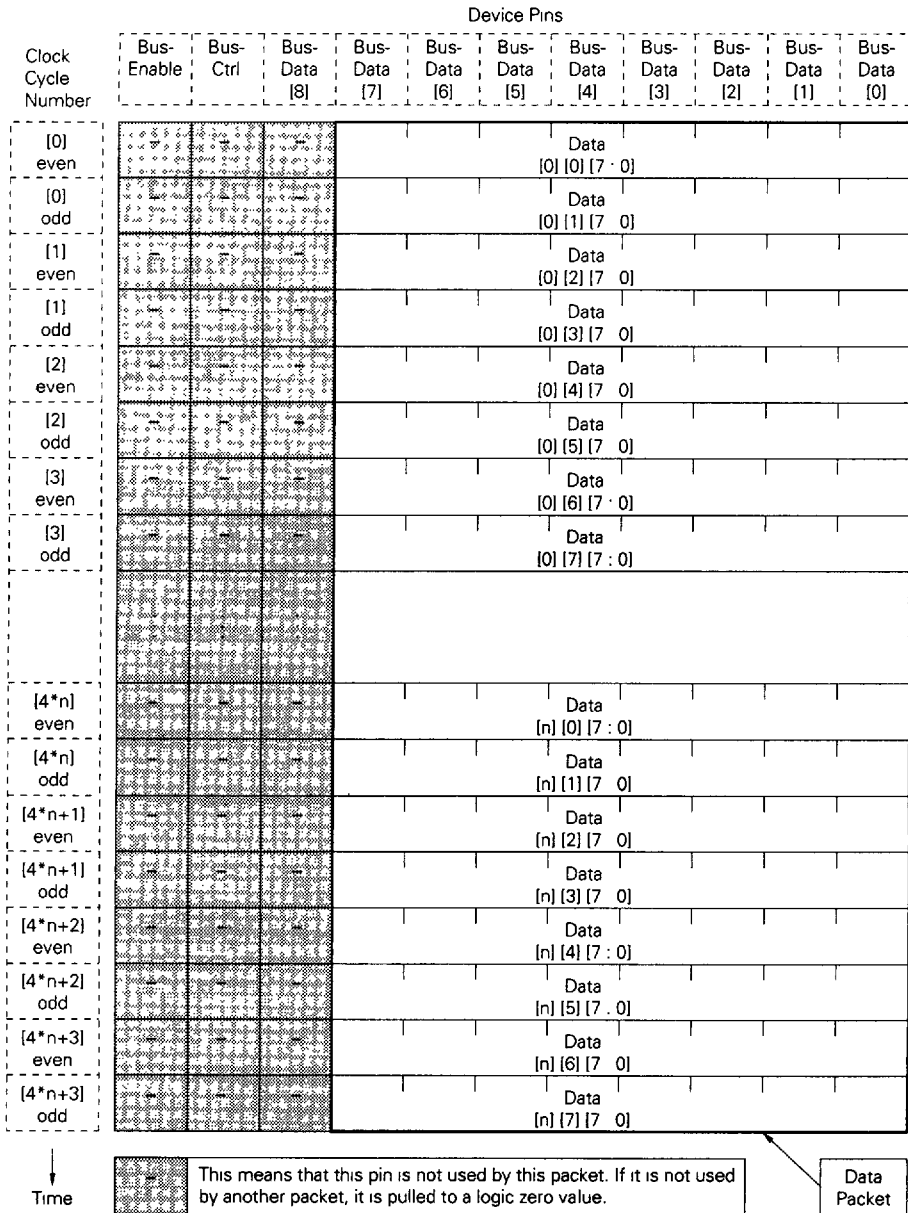 Device Pins
Clock Cycle Number
Bus-Enable Bus-Ctrl Bus-Data [8] Bus-Data [7] Bus-Data [6] Bus-Data [5] Bus-Data [4] Bus-Data [3] Bus-Data [2] Bus-Data [1] Bus-Data [0]
[0] even – – – Data [0] [0] [7 : 0]
[0] odd – – – Data [0] [1] [7 0]
[1] even – – – Data [0] [2] [7 0]
[1] odd – – – Data [0] [3] [7 0]
[2] even – – – Data [0] [4] [7 0]
[2] odd – – – Data [0] [5] [7 0]
[3] even – – – Data [0] [6] [7 : 0]
[3] odd – – – Data [0] [7] [7 : 0]
[4*n] even – – – Data [n] [0] [7 : 0]
[4*n] odd – – – Data [n] [1] [7 0]
[4*n+1] even – – – Data [n] [2] [7 0]
[4*n+1] odd – – – Data [n] [3] [7 0]
[4*n+2] even – – – Data [n] [4] [7 : 0]
[4*n+2] odd – – – Data [n] [5] [7 . 0]
[4*n+3] even – – – Data [n] [6] [7 0]
[4*n+3] odd – – – Data [n] [7] [7 0]
Time
– This means that this pin is not used by this packet. If it is not used
by another packet, it is pulled to a logic zero value.
Data
Packet